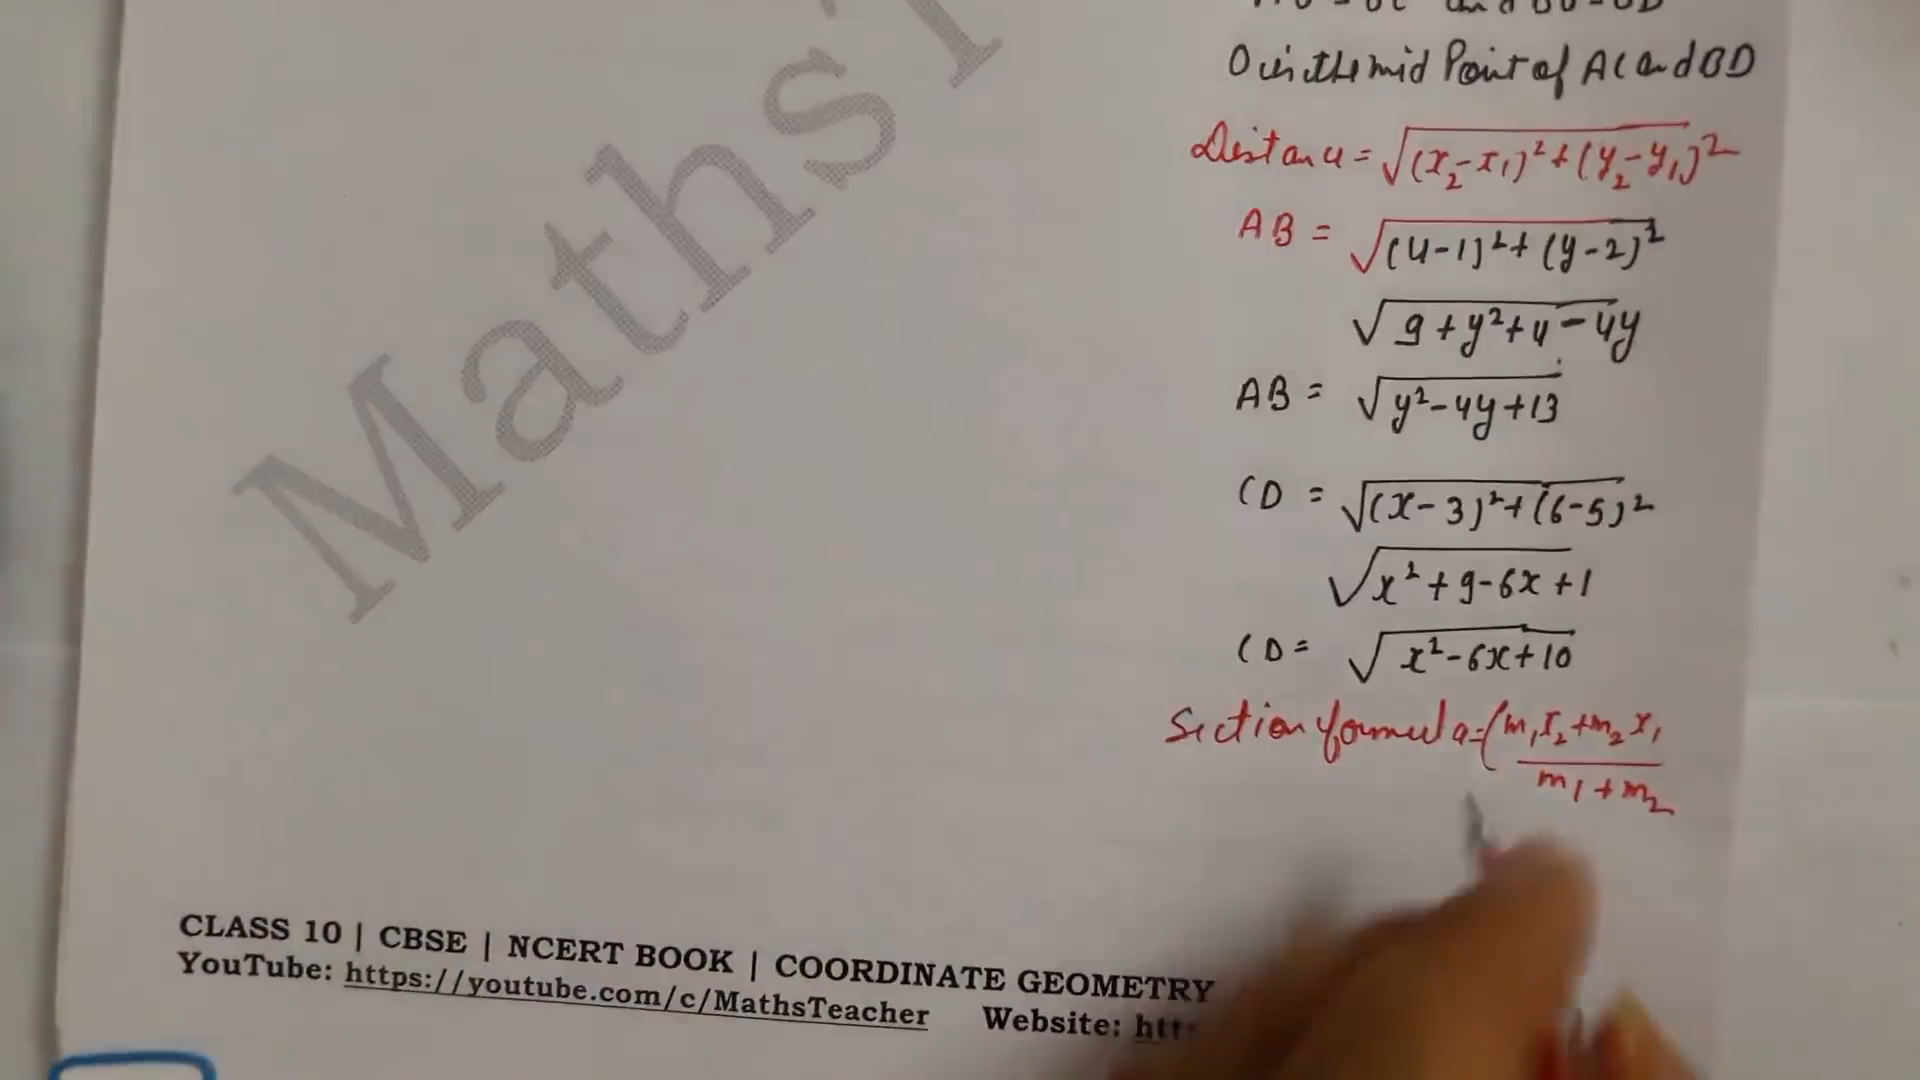 O is the mid Point of AC and BD
Distance = √(x₂-x₁)²+(y₂-y₁)²
AB = √(4-1)²+(y-2)²
√9+y²+4-4y
AB = √y²-4y+13
CD = √(x-3)²+(6-5)²
√x²+9-6x+1
CD = √x²-6x+10
Section formula=(m₁x₂+m₂x₁
m₁+m₂
Maths
CLASS 10 | CBSE | NCERT BOOK | COORDINATE GEOMETRY
YouTube: https://youtube.com/c/MathsTeacher Website: htt